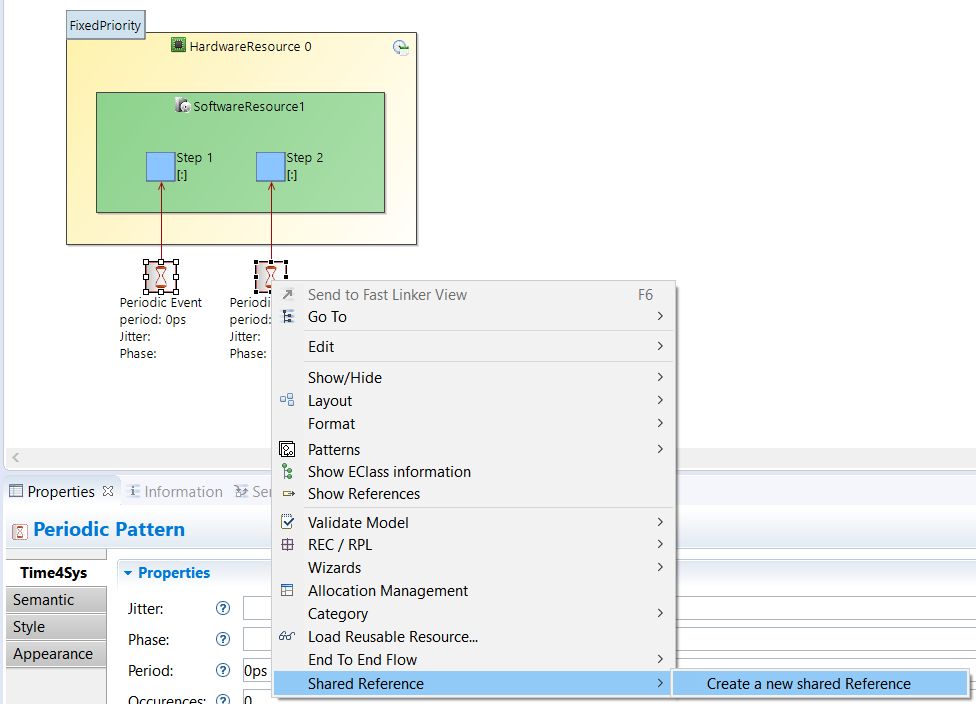 FixedPriority
HardwareResource 0
SoftwareResource1
Step 1
[:]
Step 2
[:]
Periodic Event
period: 0ps
Jitter:
Phase:
Periodi
period:
Jitter:
Phase:
Send to Fast Linker View F6
Go To
Edit
Show/Hide
Layout
Format
Patterns
Show EClass information
Show References
Validate Model
REC / RPL
Wizards
Allocation Management
Category
Load Reusable Resource...
End To End Flow
Shared Reference
Create a new shared Reference
Properties
Information
Ser
Periodic Pattern
Time4Sys
Semantic
Style
Appearance
Properties
Jitter:
Phase:
Period: 0ps
Occurences: 0